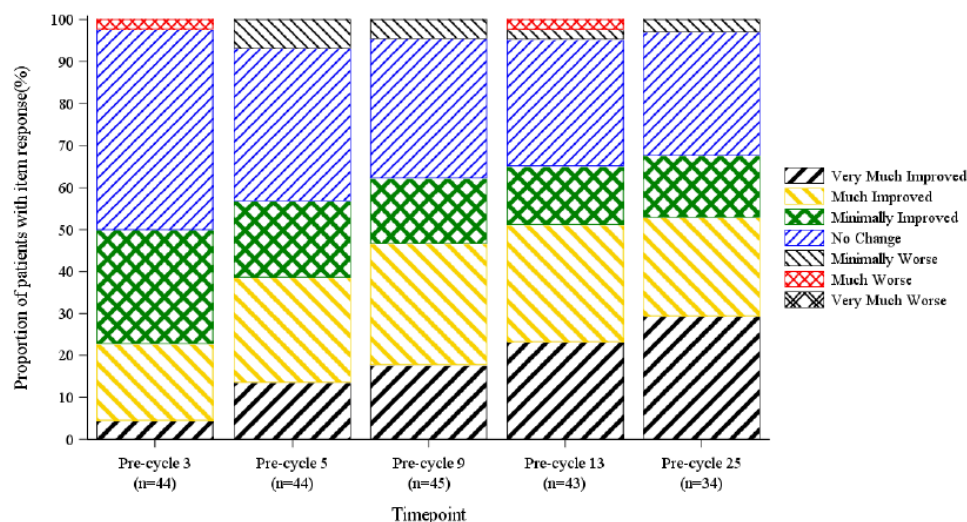 Proportion of patients with item response(%)
100
90
80
70
60
50
40
30
20
10
0
Pre-cycle 3
(n=44)
Pre-cycle 5
(n=44)
Pre-cycle 9
(n=45)
Pre-cycle 13
(n=43)
Pre-cycle 25
(n=34)
Timepoint
Very Much Improved
Much Improved
Minimally Improved
No Change
Minimally Worse
Much Worse
Very Much Worse